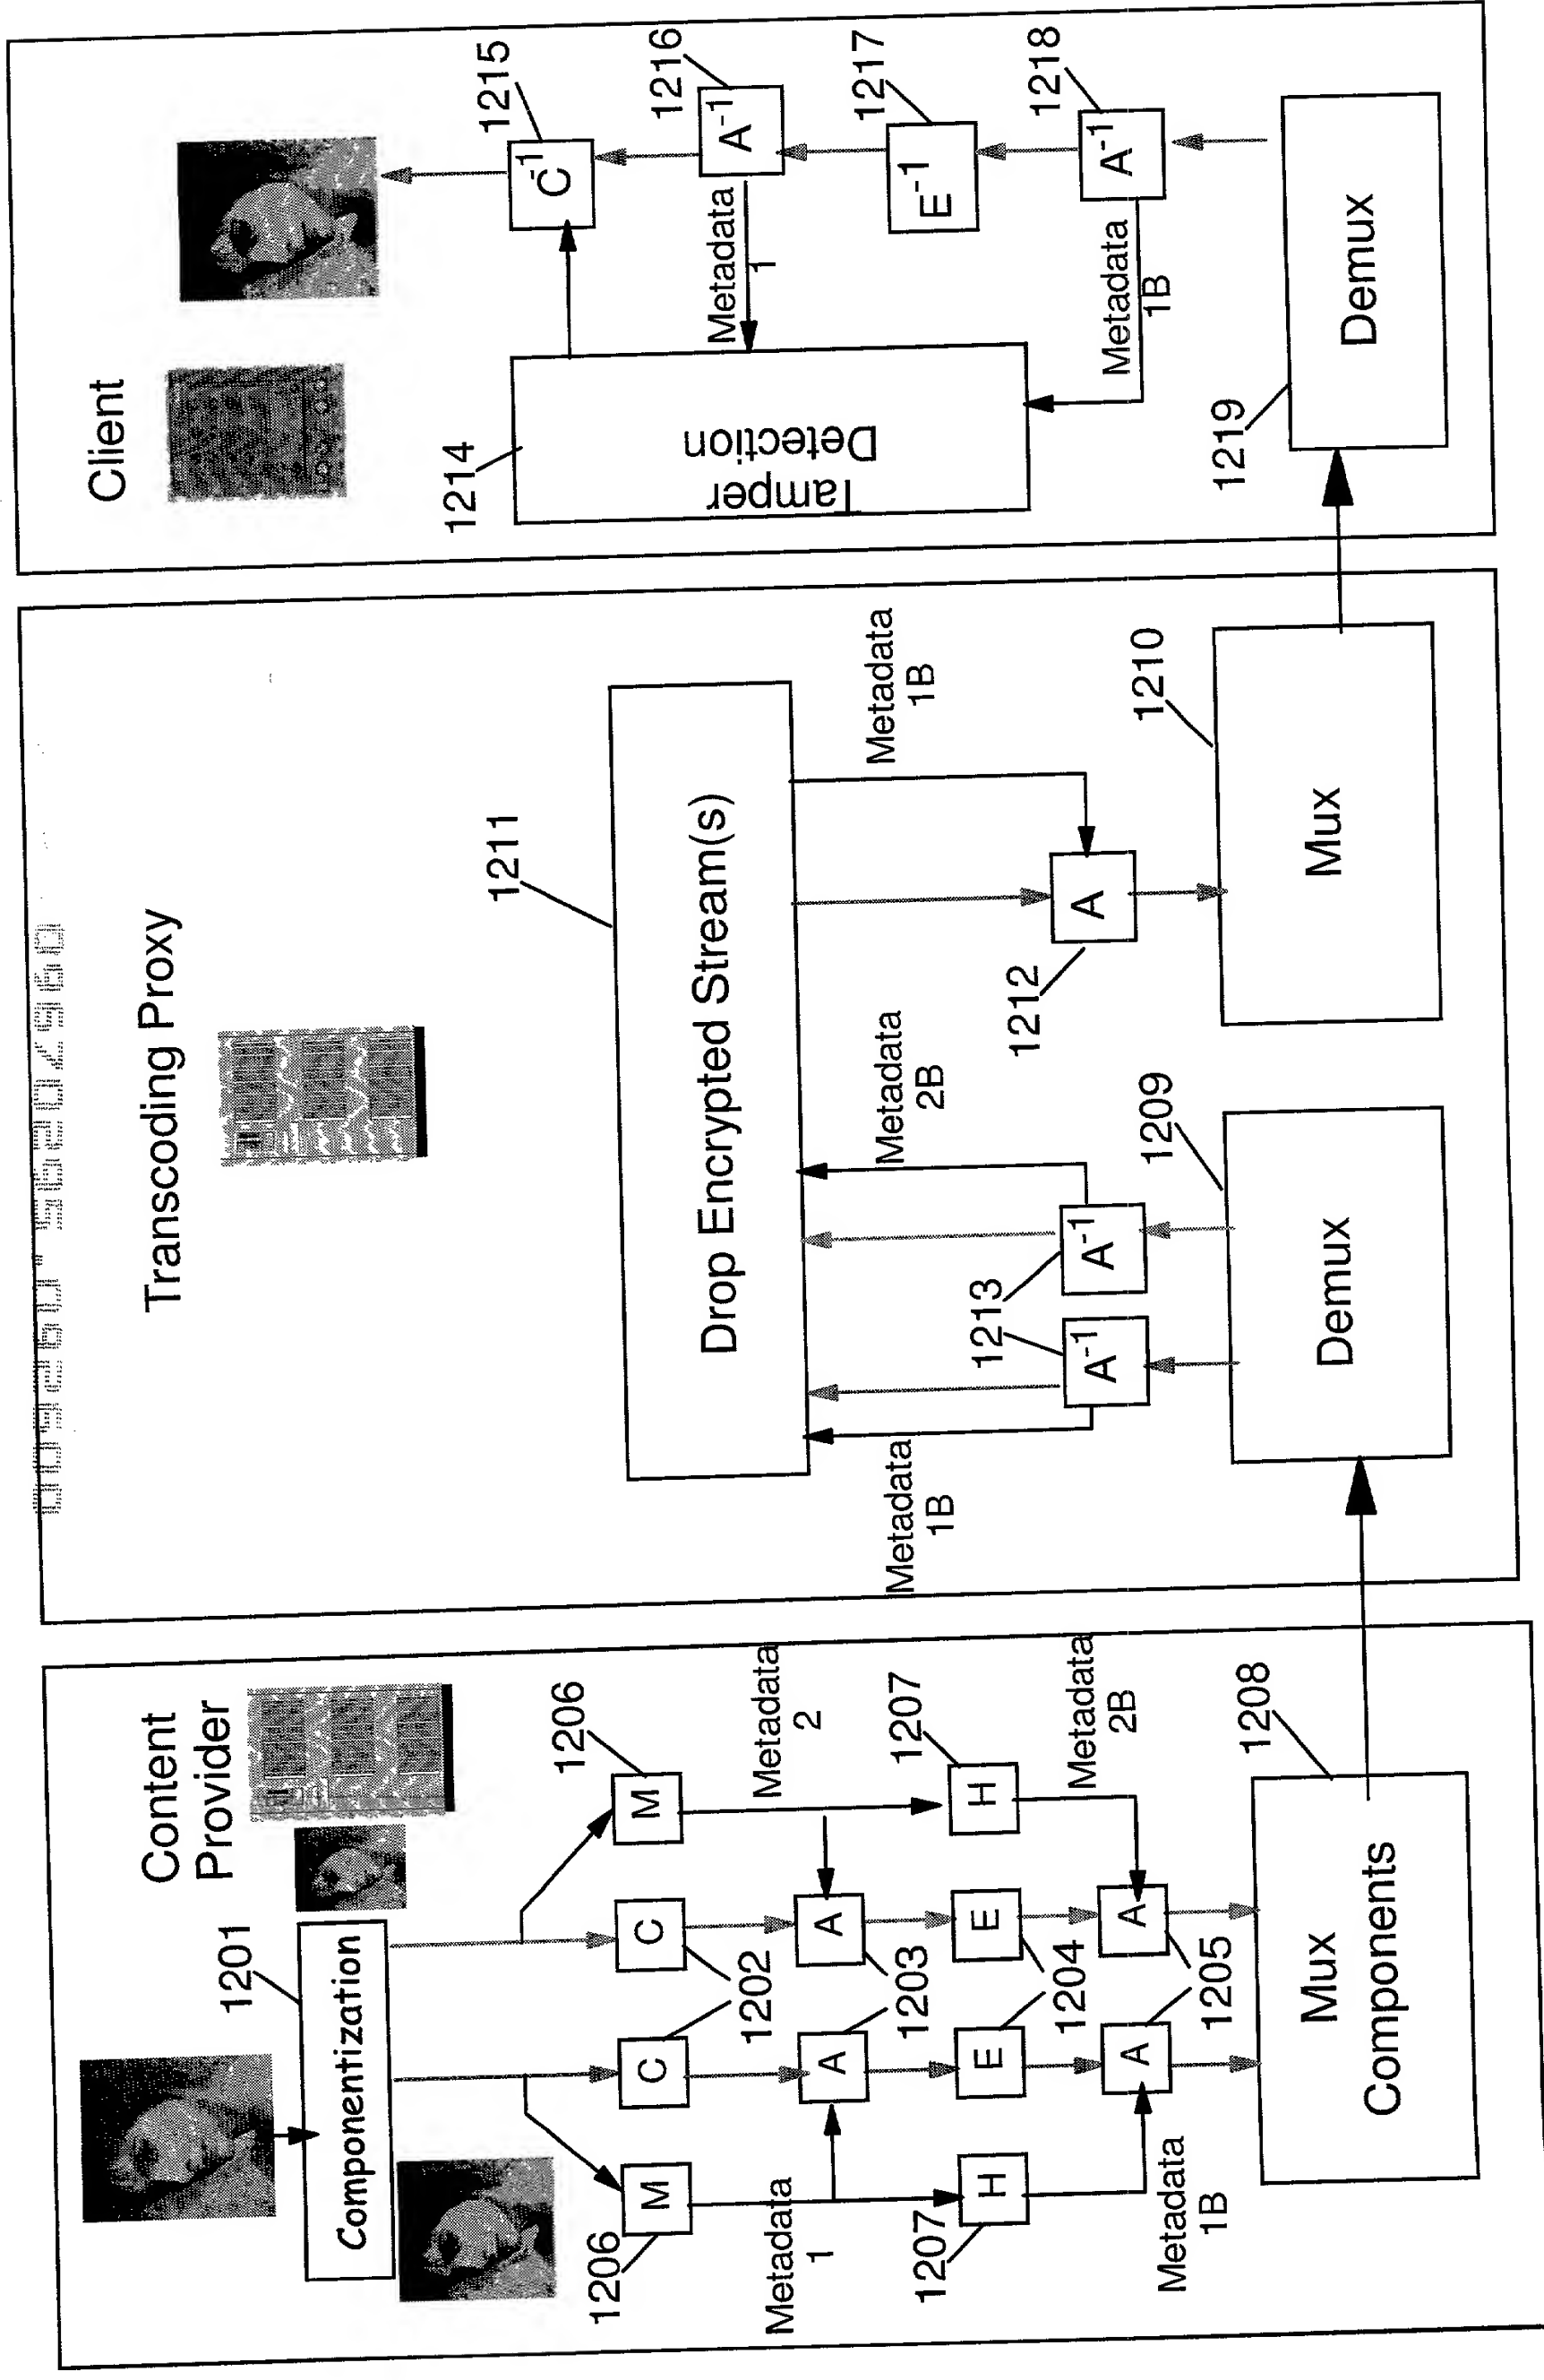 Content
Provider
1201
Componentization
1206
M
C
C
M
1206
1202
Metadata
1
Metadata
2
A
A
1203
1207
H
E
E
H
1207
1204
Metadata
1B
Metadata
2B
A
A
1205
1208
Mux
Components
Transcoding Proxy
1211
Drop Encrypted Stream(s)
Metadata
1B
Metadata
2B
Metadata
1B
1213
A-1
A-1
1212
A
1209
Demux
1210
Mux
Client
1214
Tamper
Detection
1215
C-1
Metadata
1
1216
A-1
1217
E-1
Metadata
1B
1218
A-1
1219
Demux